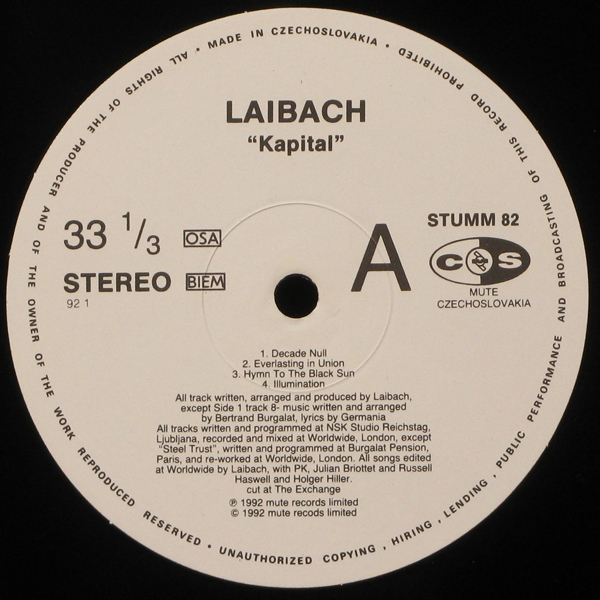 • MADE IN CZECHOSLOVAKIA • ALL RIGHTS OF THE PRODUCER AND OF THE OWNER OF THE WORK REPRODUCED RESERVED • UNAUTHORIZED COPYING, HIRING, LENDING, PUBLIC PERFORMANCE AND BROADCASTING OF THIS RECORD PROHIBITED
LAIBACH
“Kapital”
33 1/3 OSA
STEREO BIEM
92 1
A
STUMM 82
C S
MUTE
CZECHOSLOVAKIA
1. Decade Null
2. Everlasting in Union
3. Hymn To The Black Sun
4. Illumination
All track written, arranged and produced by Laibach,
except Side 1 track 8- music written and arranged
by Bertrand Burgalat, lyrics by Germania
All tracks written and programmed at NSK Studio Reichstag,
Ljubljana, recorded and mixed at Worldwide, London, except
“Steel Trust”, written and programmed at Burgalat Pension,
Paris, and re-worked at Worldwide, London. All songs edited
at Worldwide by Laibach, with PK, Julian Briottet and Russell
Haswell and Holger Hiller.
cut at The Exchange
℗ 1992 mute records limited
© 1992 mute recods limited